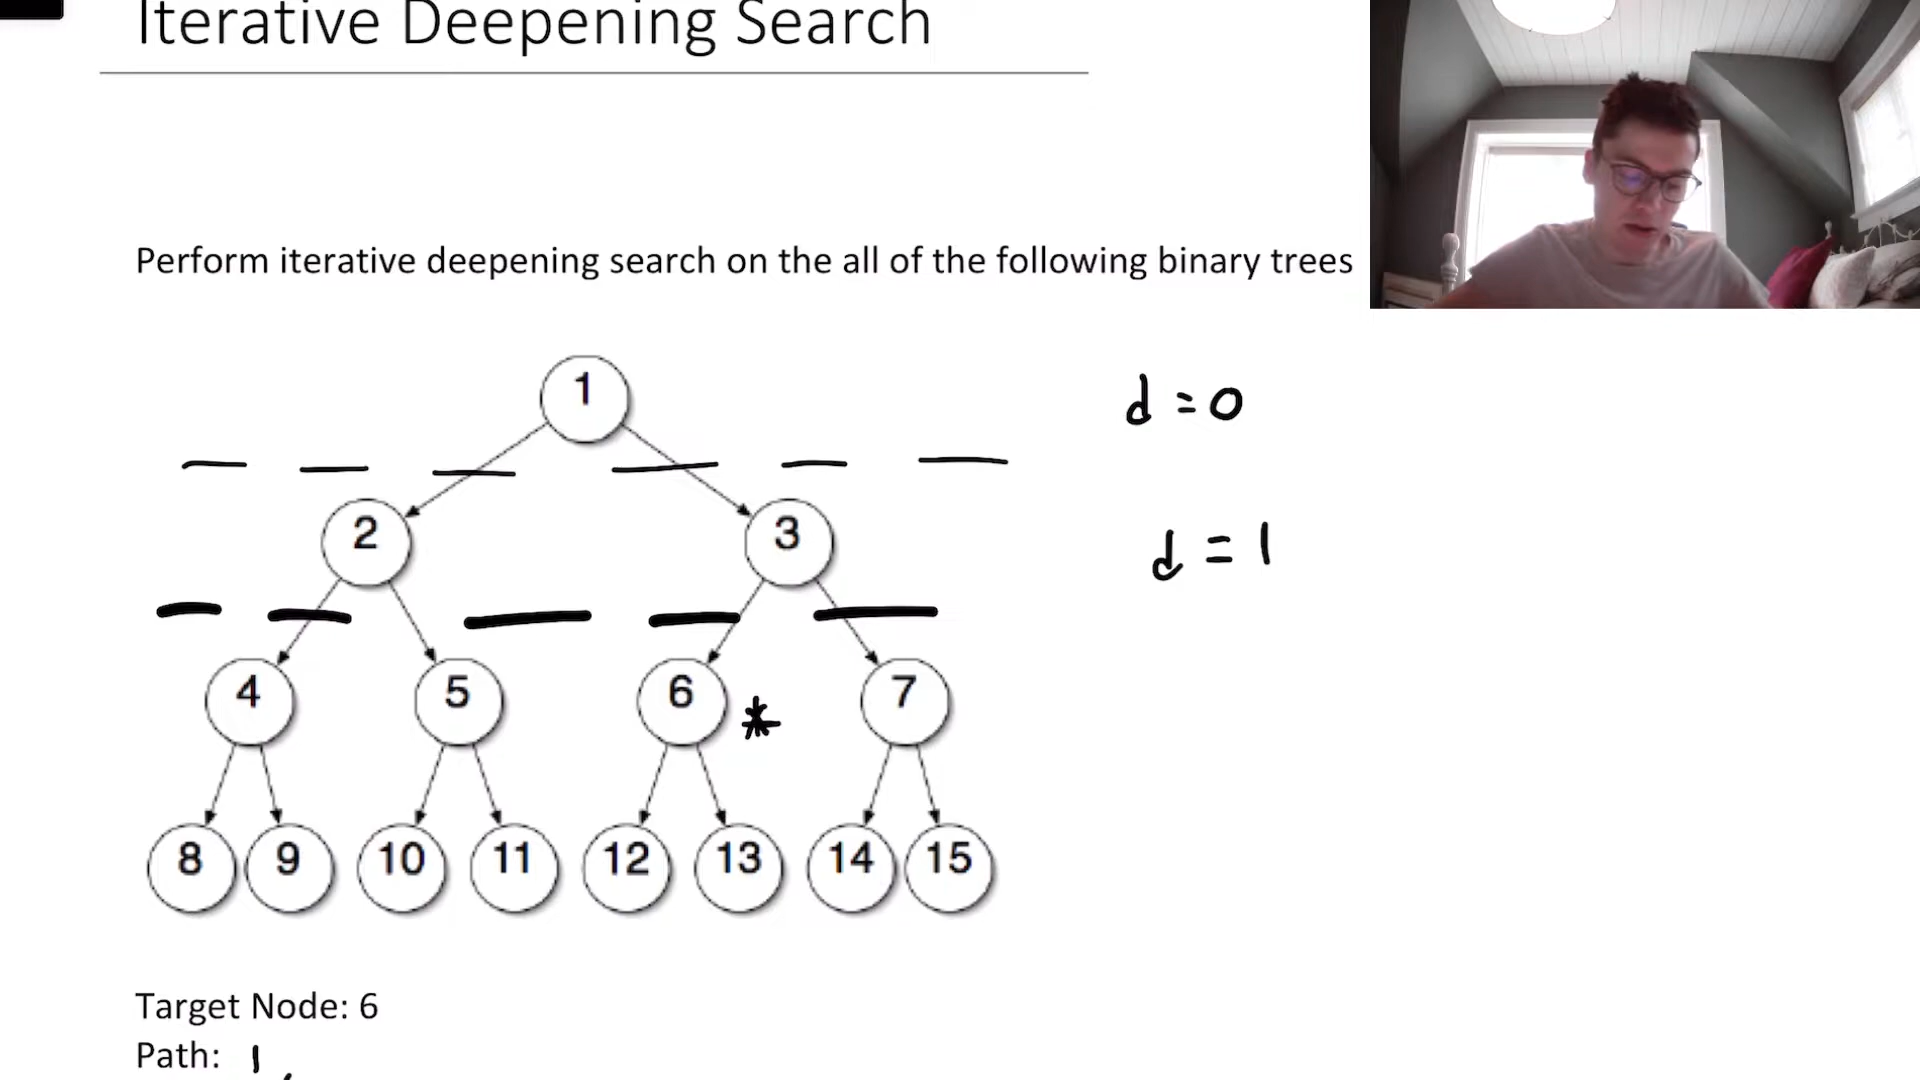 Iterative Deepening Search
Perform iterative deepening search on the all of the following binary trees
1
d = 0
2 3
d = 1
4 5 6 * 7
8 9 10 11 12 13 14 15
Target Node: 6
Path: 1,